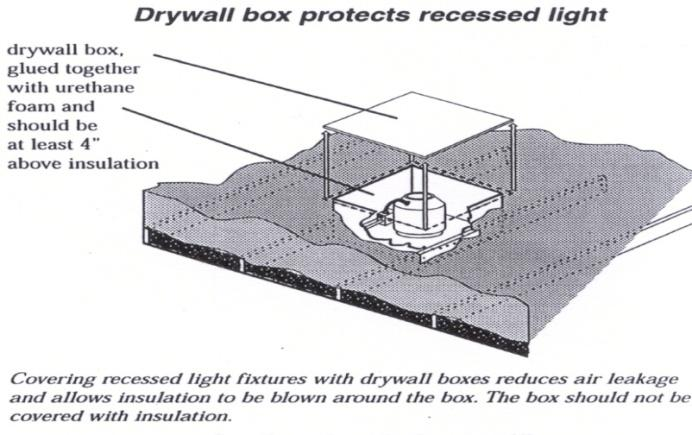 Drywall box protects recessed light
drywall box,
glued together
with urethane
foam and
should be
at least 4"
above insulation
Covering recessed light fixtures with drywall boxes reduces air leakage
and allows insulation to be blown around the box. The box should not be
covered with insulation.